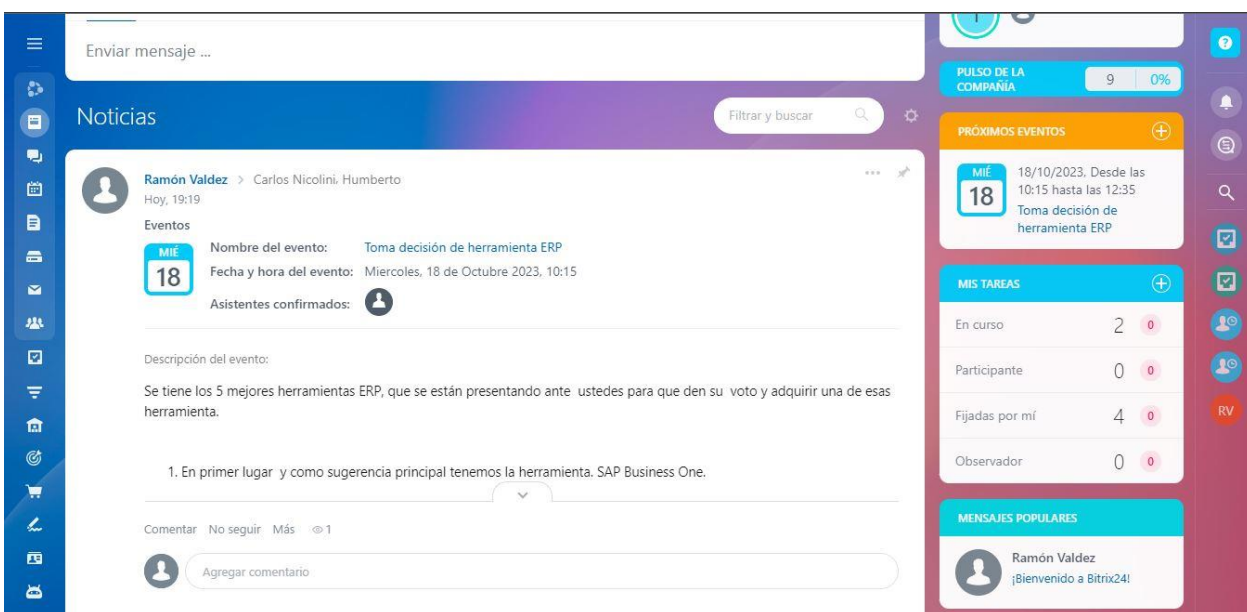 Enviar mensaje ...
Noticias
Filtrar y buscar
Ramón Valdez > Carlos Nicolini, Humberto
Hoy, 19:19
Eventos
MIÉ
18
Nombre del evento: Toma decisión de herramienta ERP
Fecha y hora del evento: Miercoles, 18 de Octubre 2023, 10:15
Asistentes confirmados:
Descripción del evento:
Se tiene los 5 mejores herramientas ERP, que se están presentando ante ustedes para que den su voto y adquirir una de esas
herramienta.
1. En primer lugar y como sugerencia principal tenemos la herramienta. SAP Business One.
Comentar No seguir Más 1
Agregar comentario
1
PULSO DE LA
COMPAÑÍA
9 0%
PRÓXIMOS EVENTOS
MIÉ
18
18/10/2023, Desde las
10:15 hasta las 12:35
Toma decisión de
herramienta ERP
MIS TAREAS
En curso 2 0
Participante 0 0
Fijadas por mí 4 0
Observador 0 0
MENSAJES POPULARES
Ramón Valdez
¡Bienvenido a Bitrix24!
RV